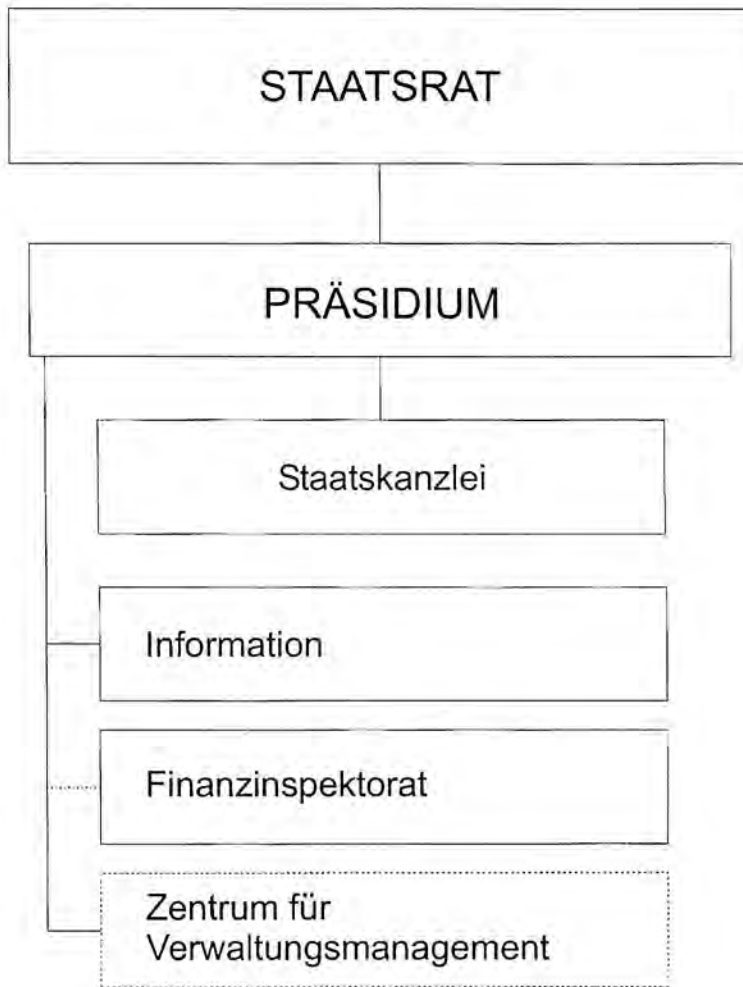 STAATSRAT
PRÄSIDIUM
Staatskanzlei
Information
Finanzinspektorat
Zentrum für
Verwaltungsmanagement